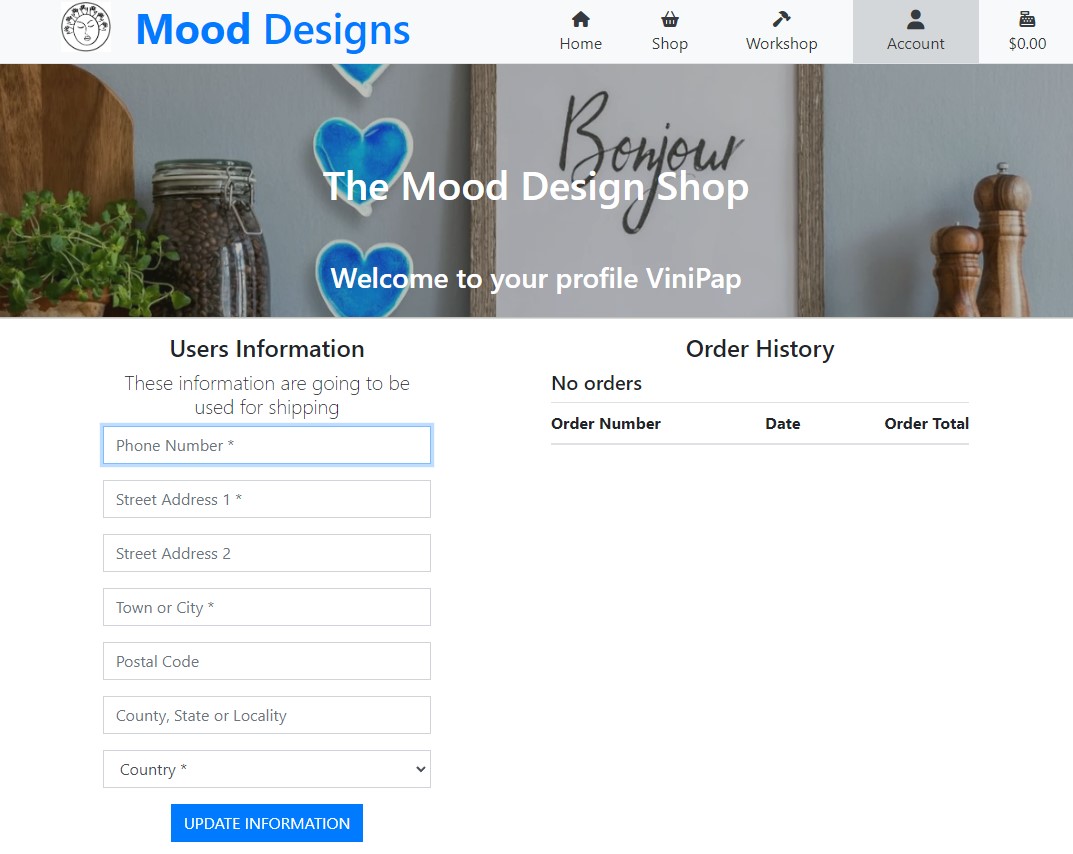 Mood Designs
Home
Shop
Workshop
Account
$0.00
Bonjour
The Mood Design Shop
Welcome to your profile ViniPap
Users Information
These information are going to be
used for shipping
Phone Number *
Street Address 1 *
Street Address 2
Town or City *
Postal Code
County, State or Locality
Country *
UPDATE INFORMATION
Order History
No orders
Order Number Date Order Total